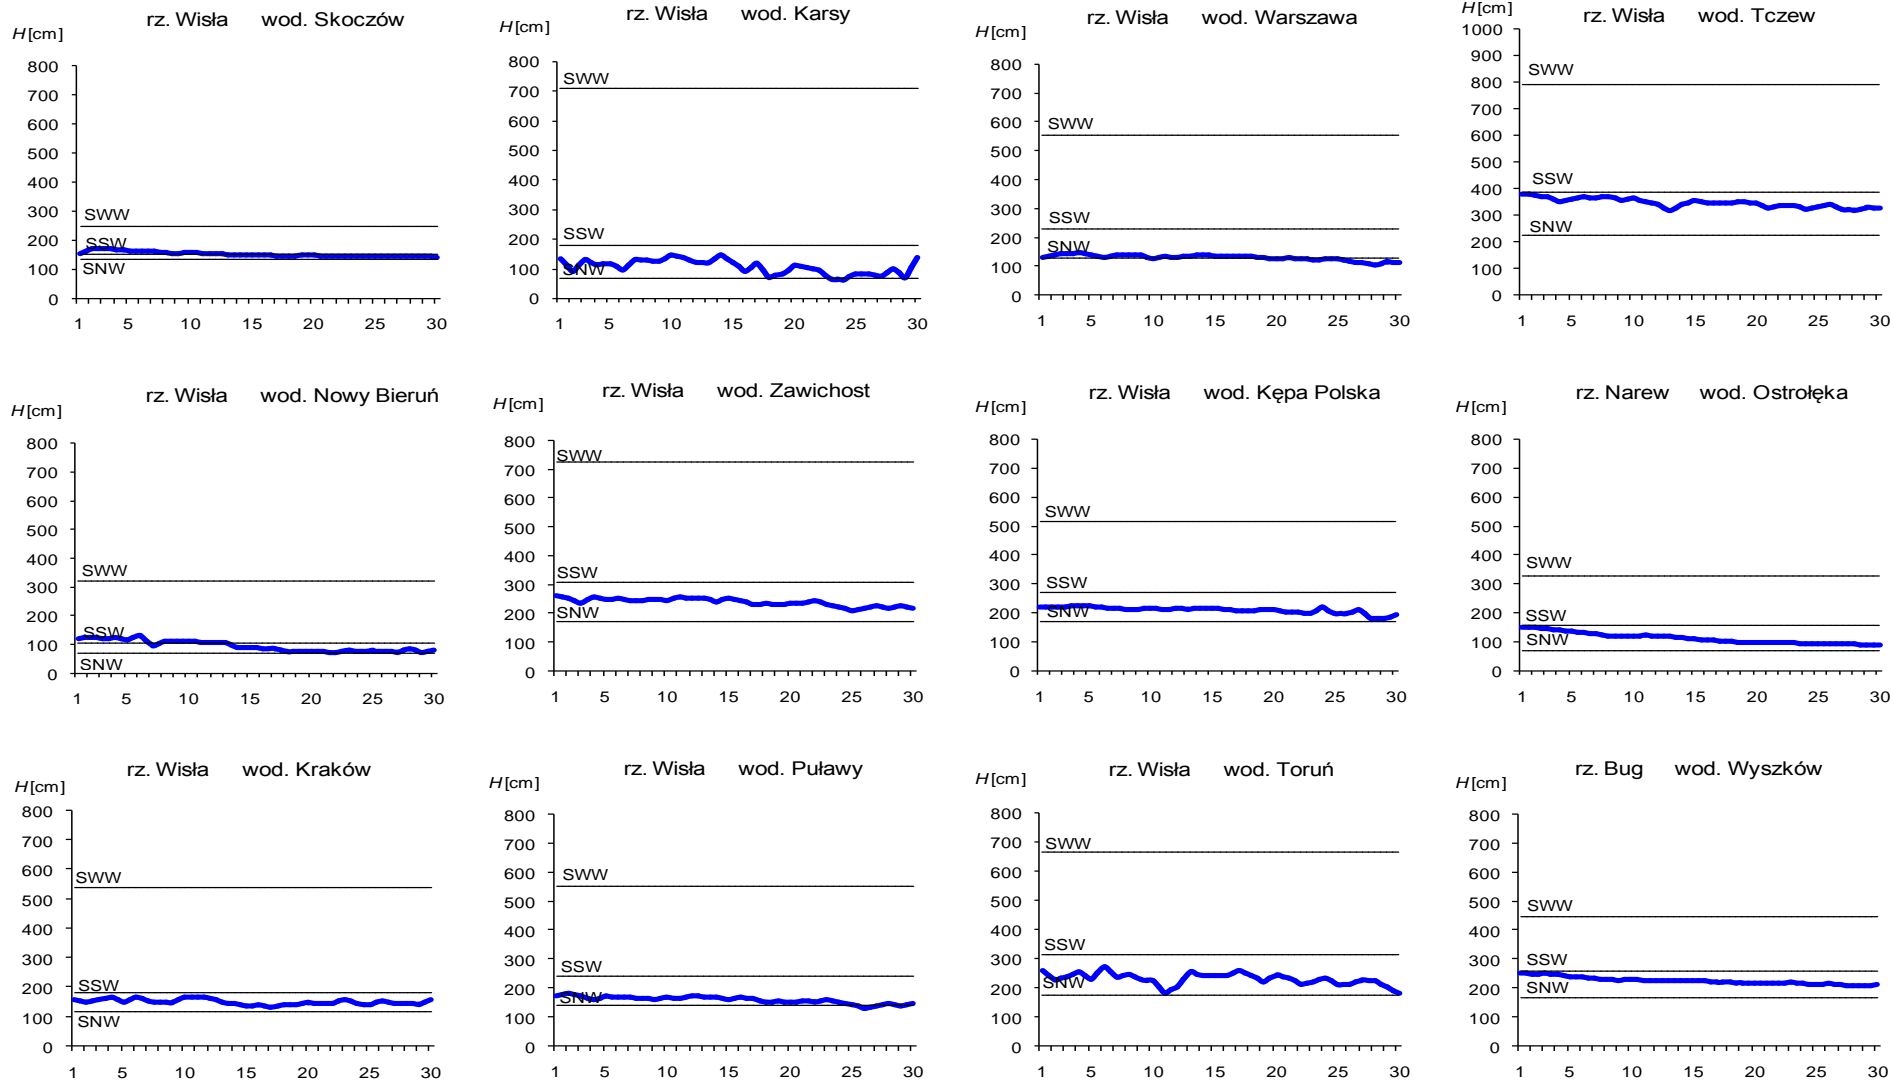 rz. Wisła wod. Skoczów
H[cm]
800
700
600
500
400
300
200
100
0
SWW
SSW
SNW
1 5 10 15 20 25 30
rz. Wisła wod. Karsy
H[cm]
800
700
600
500
400
300
200
100
0
SWW
SSW
SNW
1 5 10 15 20 25 30
rz. Wisła wod. Warszawa
H[cm]
800
700
600
500
400
300
200
100
0
SWW
SSW
SNW
1 5 10 15 20 25 30
rz. Wisła wod. Tczew
H[cm]
1000
900
800
700
600
500
400
300
200
100
0
SWW
SSW
SNW
1 5 10 15 20 25 30
rz. Wisła wod. Nowy Bieruń
H[cm]
800
700
600
500
400
300
200
100
0
SWW
SSW
SNW
1 5 10 15 20 25 30
rz. Wisła wod. Zawichost
H[cm]
800
700
600
500
400
300
200
100
0
SWW
SSW
SNW
1 5 10 15 20 25 30
rz. Wisła wod. Kępa Polska
H[cm]
800
700
600
500
400
300
200
100
0
SWW
SSW
SNW
1 5 10 15 20 25 30
rz. Narew wod. Ostrołęka
H[cm]
800
700
600
500
400
300
200
100
0
SWW
SSW
SNW
1 5 10 15 20 25 30
rz. Wisła wod. Kraków
H[cm]
800
700
600
500
400
300
200
100
0
SWW
SSW
SNW
1 5 10 15 20 25 30
rz. Wisła wod. Puławy
H[cm]
800
700
600
500
400
300
200
100
0
SWW
SSW
SNW
1 5 10 15 20 25 30
rz. Wisła wod. Toruń
H[cm]
800
700
600
500
400
300
200
100
0
SWW
SSW
SNW
1 5 10 15 20 25 30
rz. Bug wod. Wyszków
H[cm]
800
700
600
500
400
300
200
100
0
SWW
SSW
SNW
1 5 10 15 20 25 30